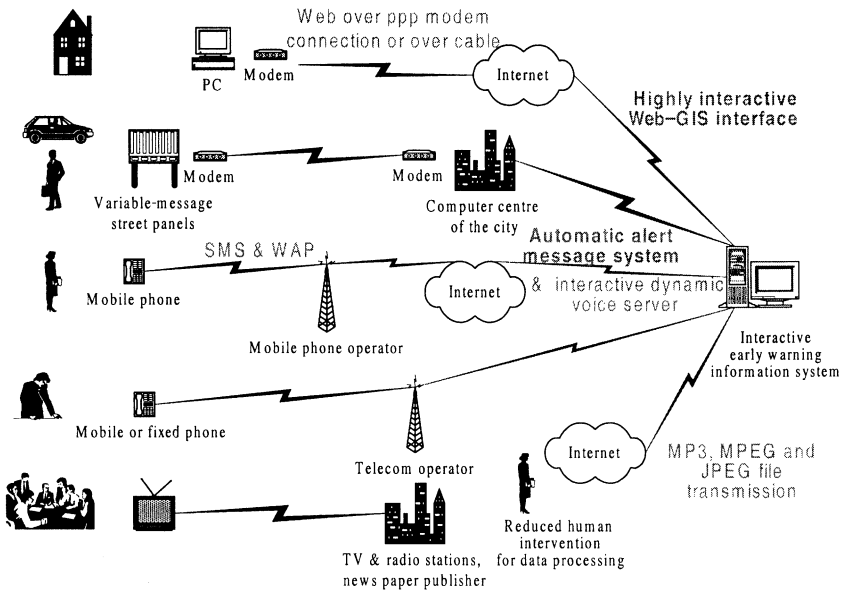 Web over ppp modem
connection or over cable
PC
Modem
Internet
Highly interactive
Web-GIS interface
Variable-message
street panels
Modem
Modem
Computer centre
of the city
SMS & WAP
Automatic alert
message system
& interactive dynamic
voice server
Mobile phone
Internet
Mobile phone operator
Interactive
early warning
information system
Mobile or fixed phone
Telecom operator
Internet
MP3, MPEG and
JPEG file
transmission
Reduced human
intervention
for data processing
TV & radio stations,
news paper publisher